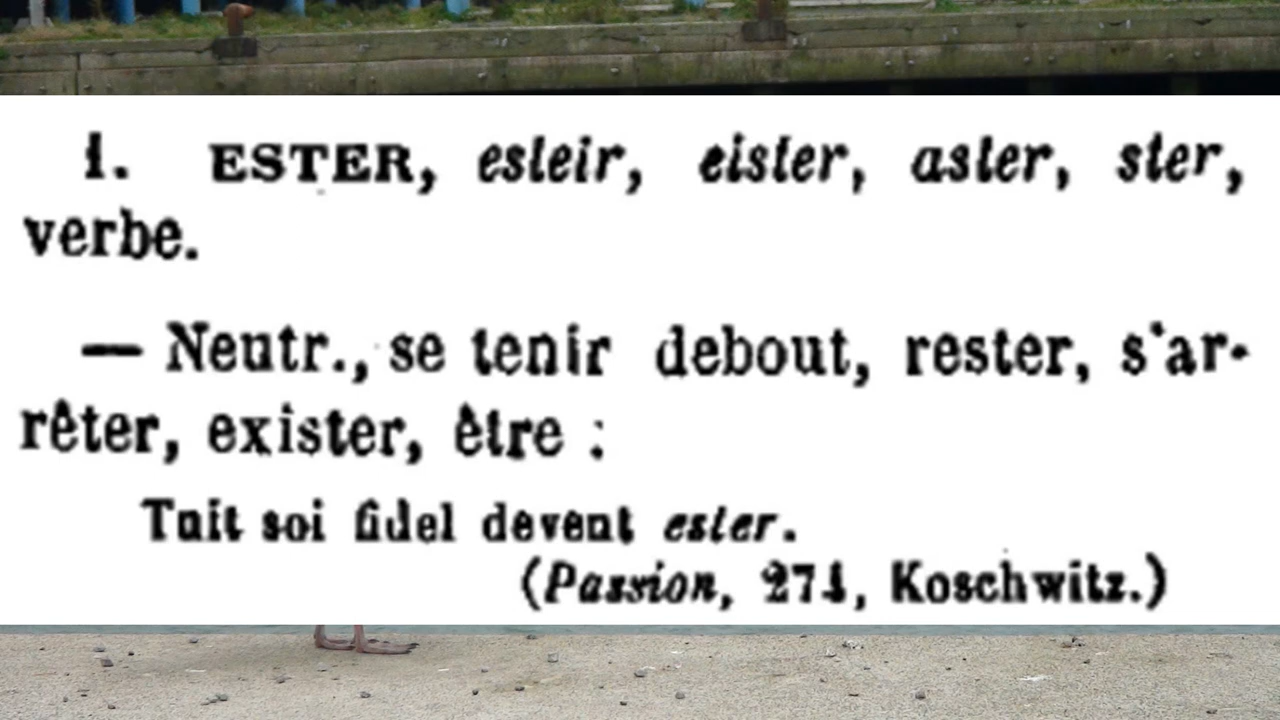 1. ESTER, esteir, eister, aster, ster,
verbe.
— Neutr., se tenir debout, rester, s'ar-
rêter, exister, être :
Tuit soi fidel devent ester.
(Passion, 274, Koschwitz.)